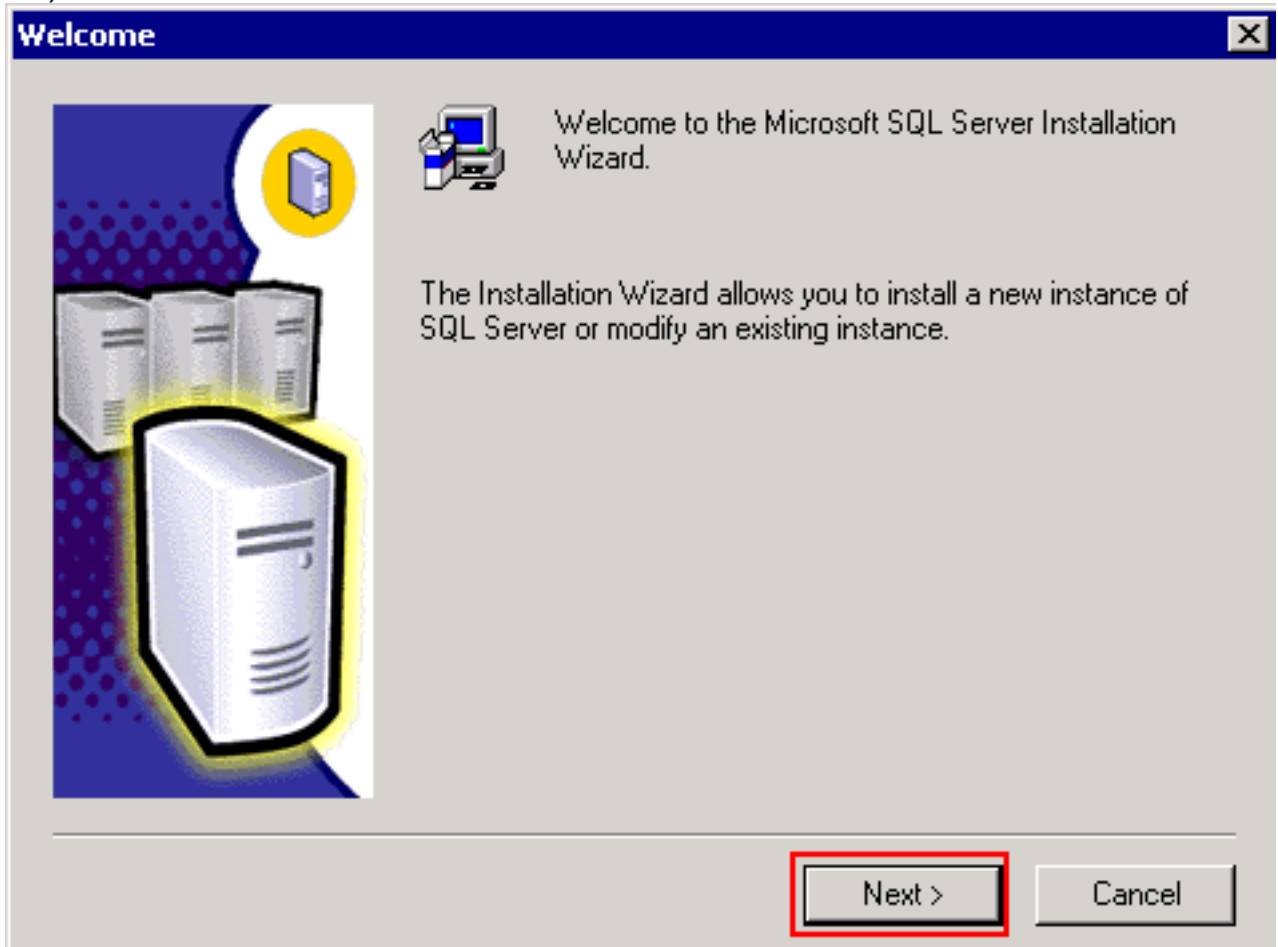 Welcome
Welcome to the Microsoft SQL Server Installation
Wizard.
The Installation Wizard allows you to install a new instance of
SQL Server or modify an existing instance.
Next >
Cancel